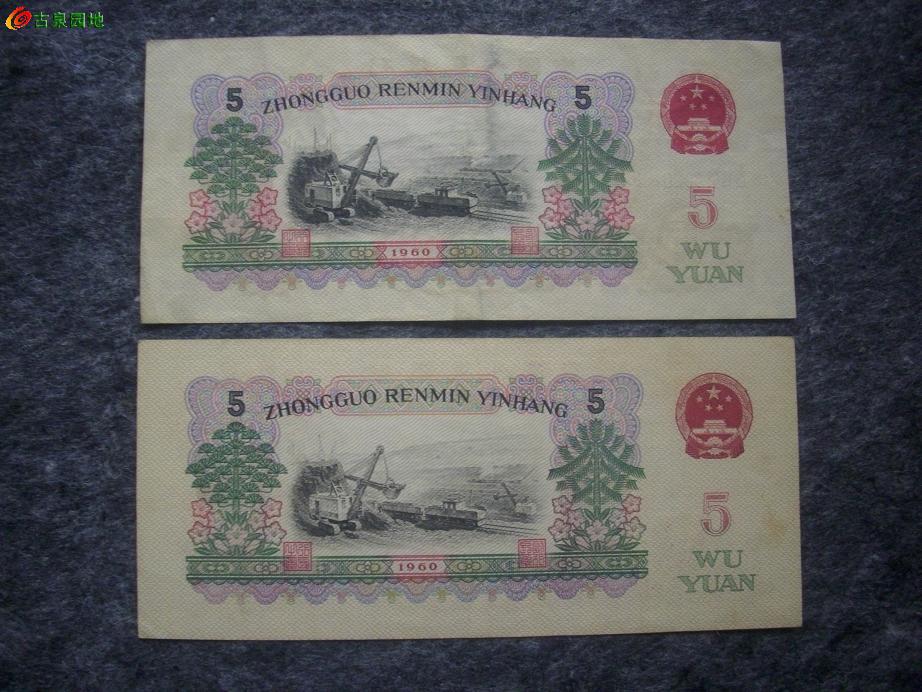 古泉园地
5 ZHONGGUO RENMIN YINHANG 5
5
1960
WU
YUAN
5 ZHONGGUO RENMIN YINHANG 5
5
1960
WU
YUAN